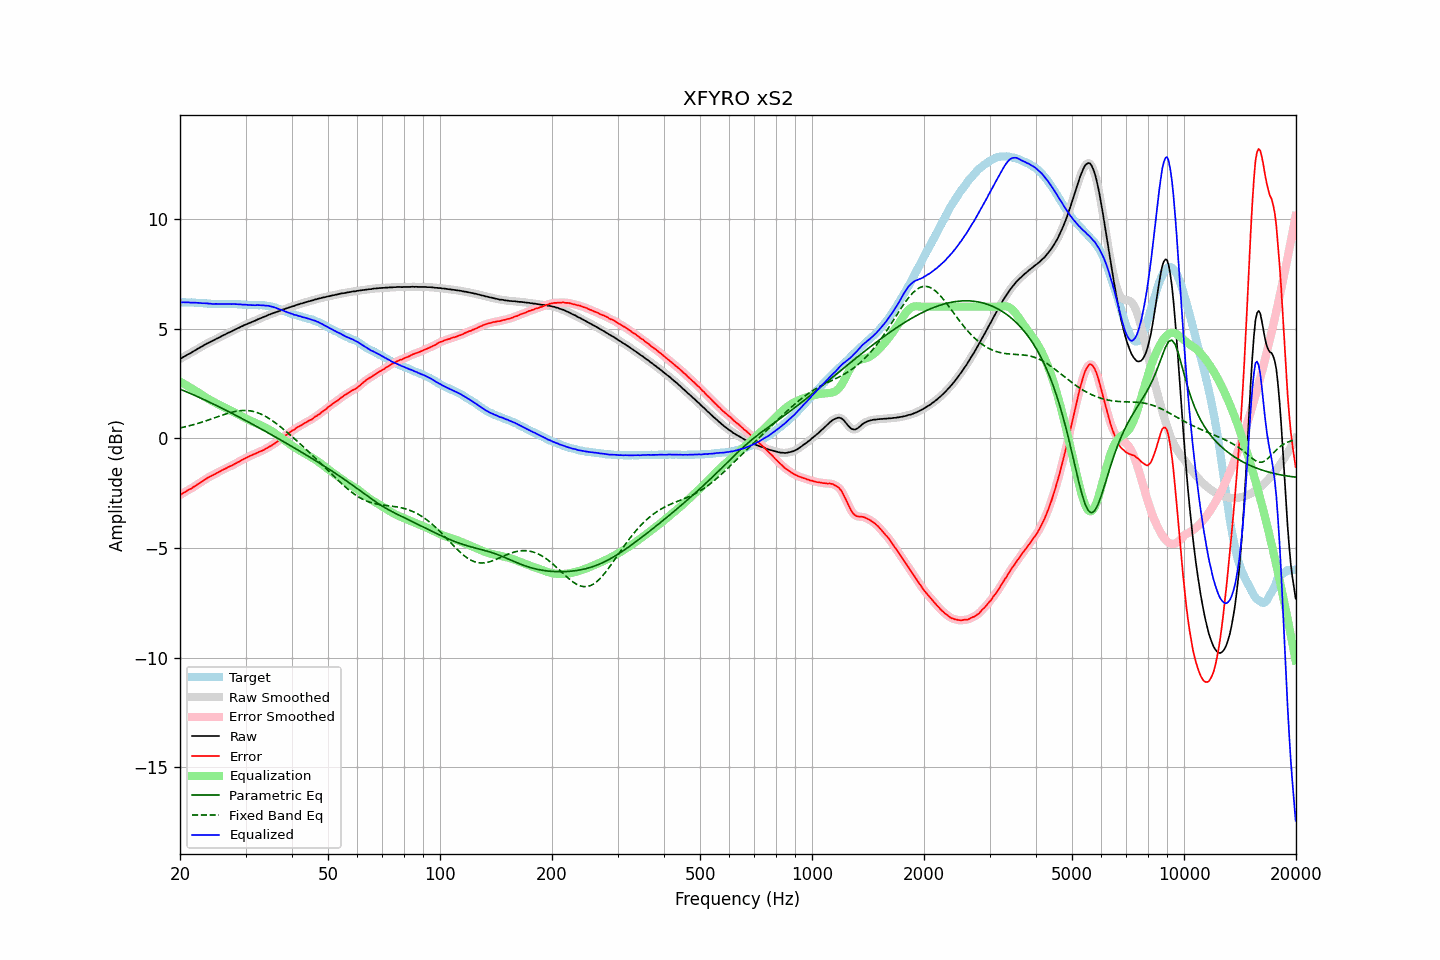 XFYRO xS2
Amplitude (dBr)
10
5
0
−5
−10
−15
Target
Raw Smoothed
Error Smoothed
Raw
Error
Equalization
Parametric Eq
Fixed Band Eq
Equalized
20 50 100 200 500 1000 2000 5000 10000 20000
Frequency (Hz)